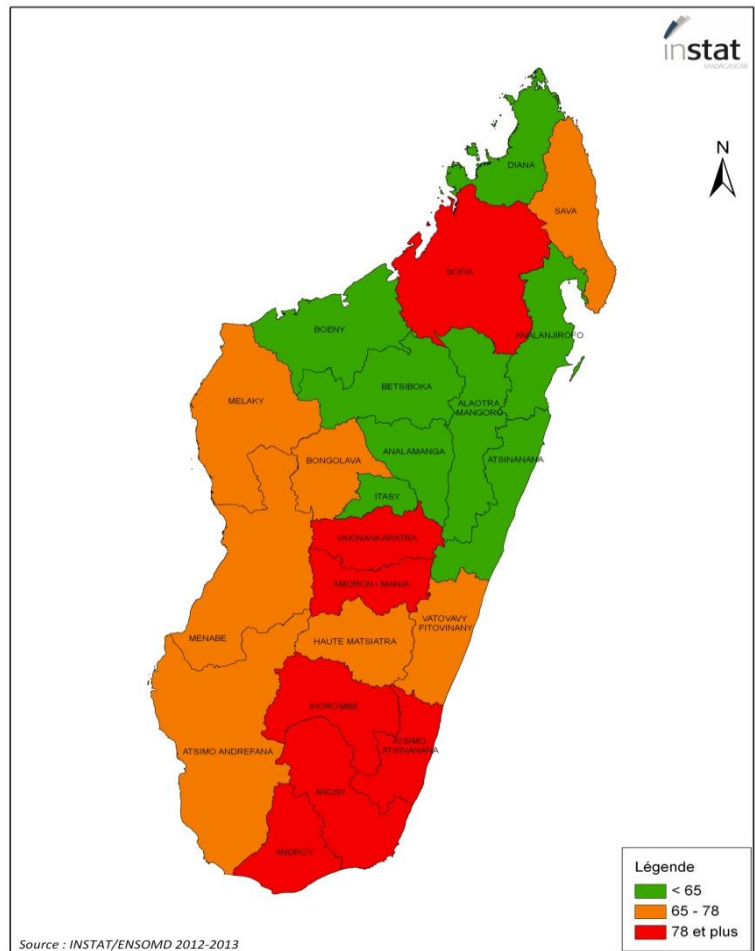 instat
MADAGASCAR
N
DIANA
SAVA
SOFIA
ANALANJIROFO
BOENY
BETSIBOKA
ALAOTRA
MANGORO
MELAKY
BONGOLAVA
ANALAMANGA
ATSINANANA
ITASY
VAKINANKARATRA
AMORON I MANIA
VATOVAVY
FITOVINANY
MENABE
HAUTE MATSIATRA
IHOROMBE
ATSIMO
ATSINANANA
ATSIMO ANDREFANA
ANOSY
ANDROY
Légende
< 65
65 - 78
78 et plus
Source : INSTAT/ENSOMD 2012-2013